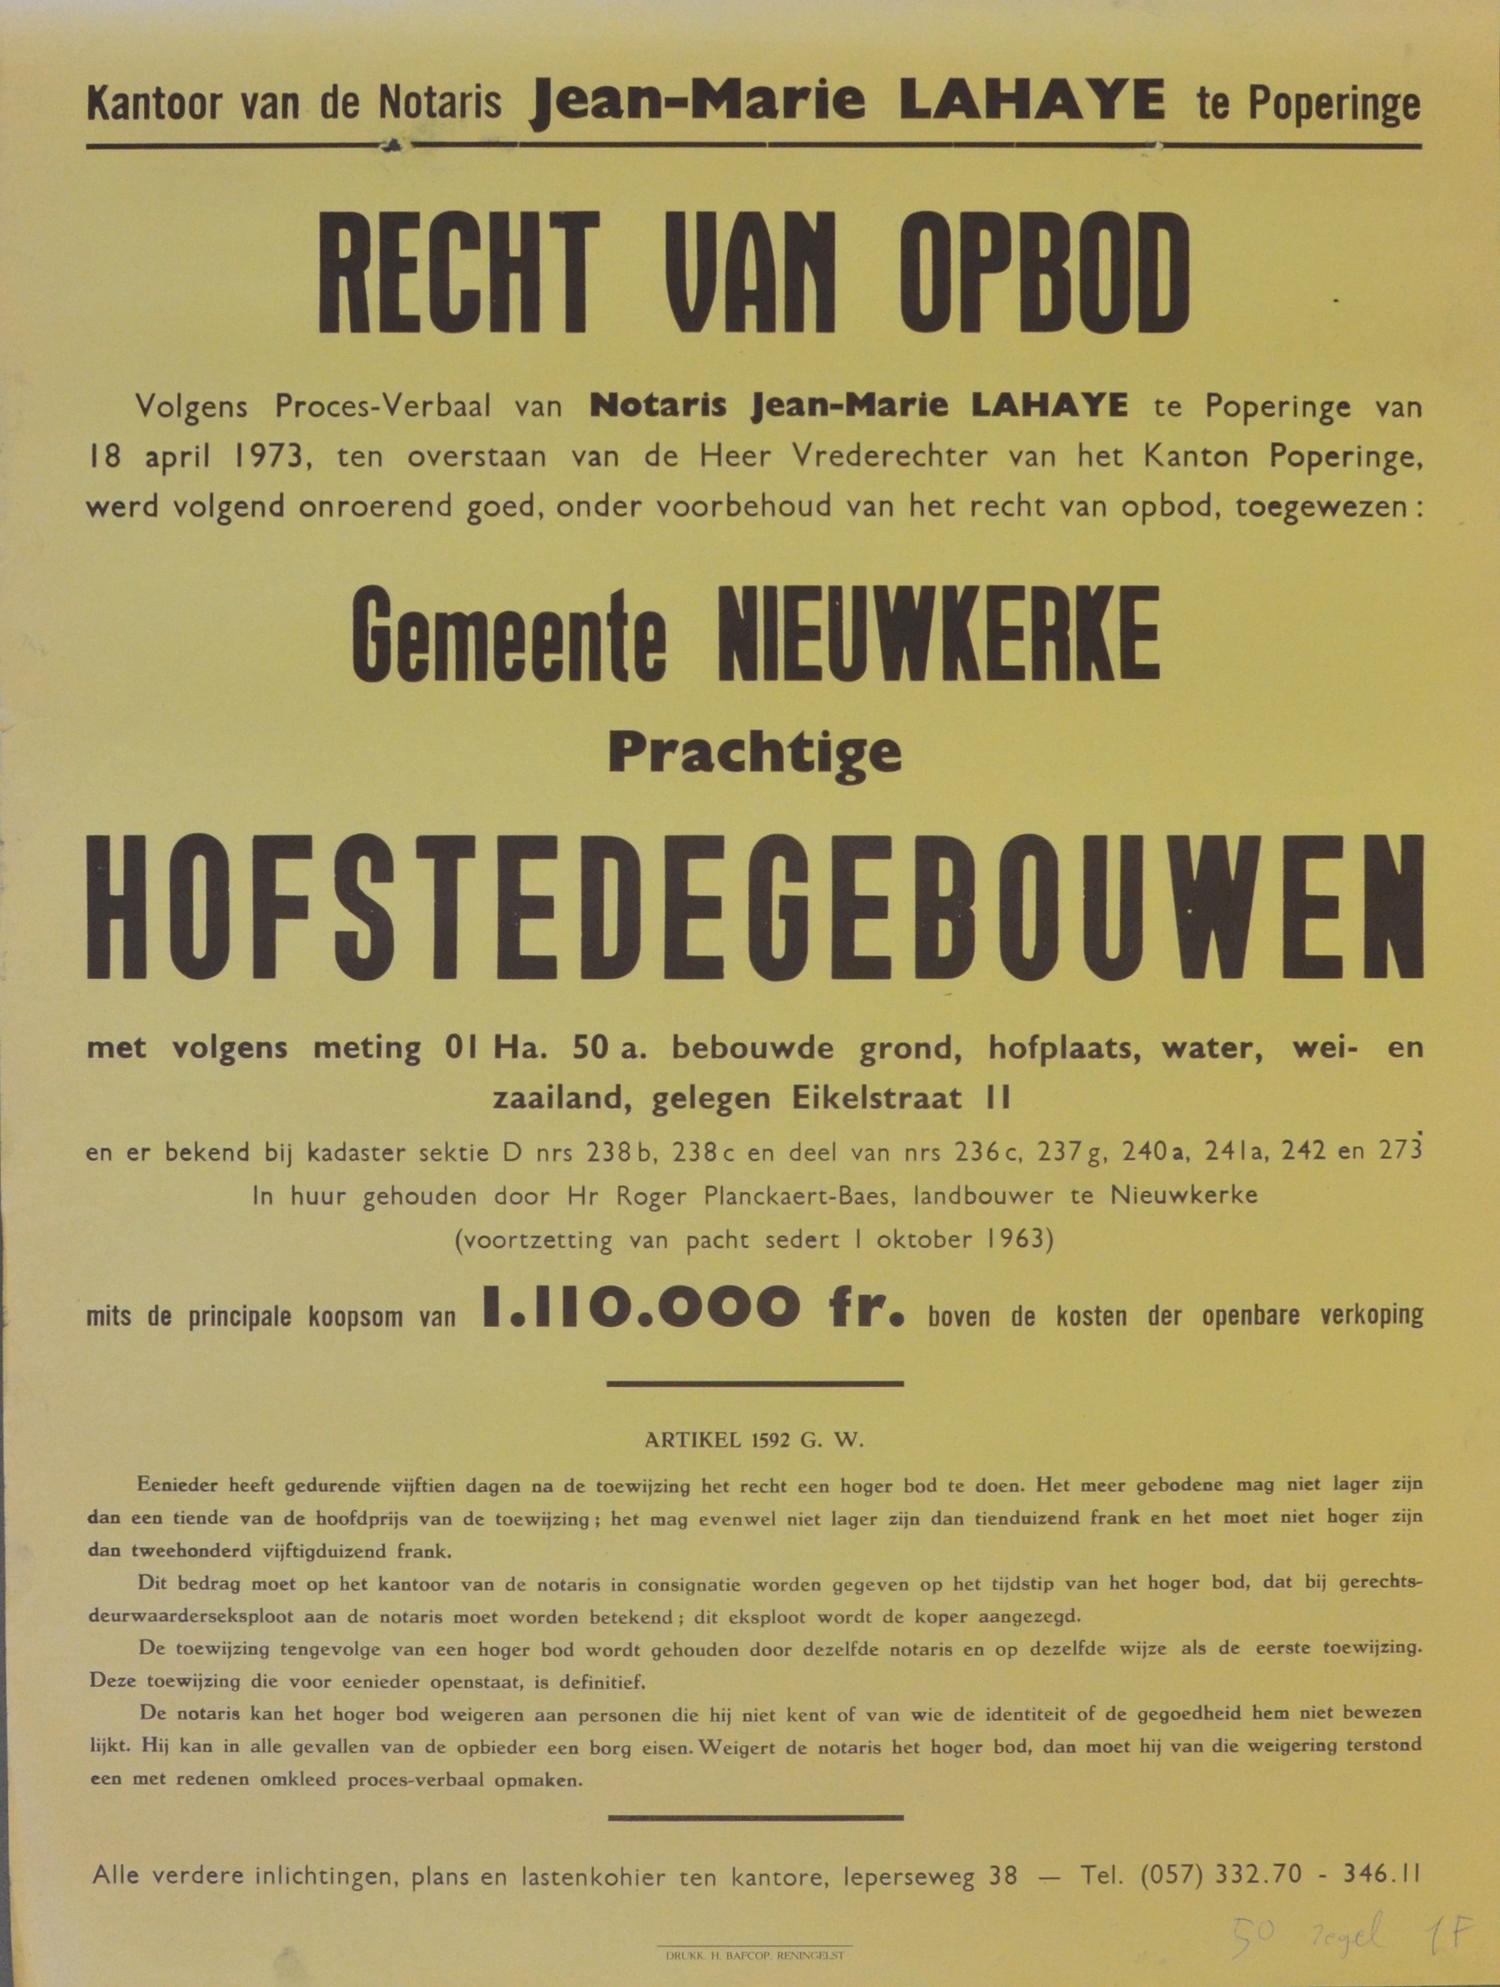 Kantoor van de Notaris Jean-Marie LAHAYE te Poperinge
RECHT VAN OPBOD
Volgens Proces-Verbaal van Notaris Jean-Marie LAHAYE te Poperinge van
18 april 1973, ten overstaan van de Heer Vrederechter van het Kanton Poperinge,
werd volgend onroerend goed, onder voorbehoud van het recht van opbod, toegewezen :
Gemeente NIEUWKERKE
Prachtige
HOFSTEDEGEBOUWEN
met volgens meting 01 Ha. 50 a. bebouwde grond, hofplaats, water, wei- en
zaailand, gelegen Eikelstraat 11
en er bekend bij kadaster sektie D nrs 238b, 238c en deel van nrs 236c, 237g, 240a, 241a, 242 en 273
In huur gehouden door Hr Roger Planckaert-Baes, landbouwer te Nieuwkerke
(voortzetting van pacht sedert 1 oktober 1963)
mits de principale koopsom van 1.110.000 fr. boven de kosten der openbare verkoping
ARTIKEL 1592 G. W.
Eenieder heeft gedurende vijftien dagen na de toewijzing het recht een hoger bod te doen. Het meer gebodene mag niet lager zijn
dan een tiende van de hoofdprijs van de toewijzing ; het mag evenwel niet lager zijn dan tienduizend frank en het moet niet hoger zijn
dan tweehonderd vijftigduizend frank.
Dit bedrag moet op het kantoor van de notaris in consignatie worden gegeven op het tijdstip van het hoger bod, dat bij gerechts-
deurwaarderseksploot aan de notaris moet worden betekend ; dit eksploot wordt de koper aangezegd.
De toewijzing tengevolge van een hoger bod wordt gehouden door dezelfde notaris en op dezelfde wijze als de eerste toewijzing.
Deze toewijzing die voor eenieder openstaat, is definitief.
De notaris kan het hoger bod weigeren aan personen die hij niet kent of van wie de identiteit of de gegoedheid hem niet bewezen
lijkt. Hij kan in alle gevallen van de opbieder een borg eisen. Weigert de notaris het hoger bod, dan moet hij van die weigering terstond
een met redenen omkleed proces-verbaal opmaken.
Alle verdere inlichtingen, plans en lastenkohier ten kantore, Ieperseweg 38 — Tel. (057) 332.70 - 346.11
50 zegel 1F
DRUKK. H. BAFCOP, RENINGELST